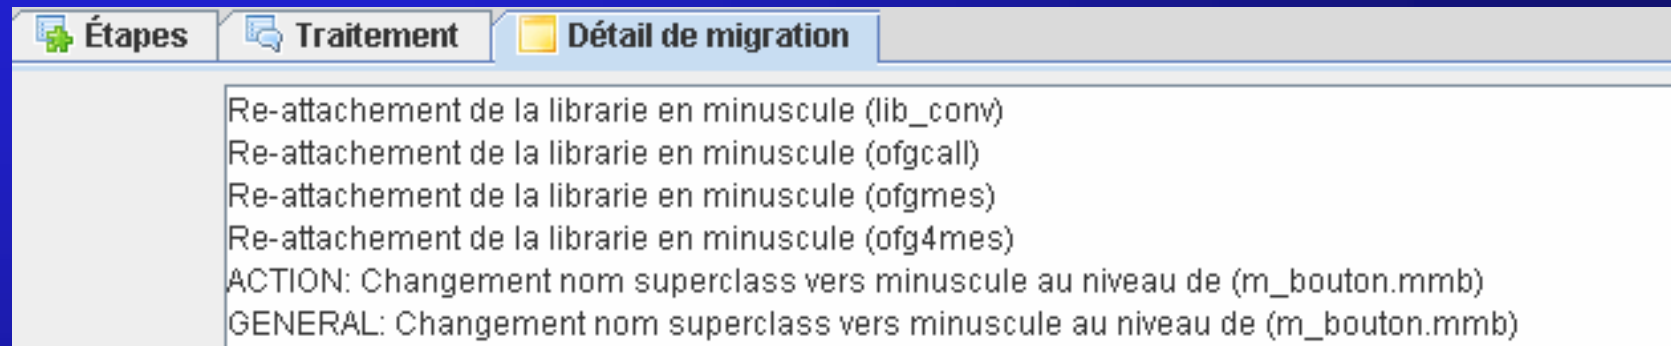 Étapes Traitement Détail de migration
Re-attachement de la librarie en minuscule (lib_conv)
Re-attachement de la librarie en minuscule (ofgcall)
Re-attachement de la librarie en minuscule (ofgmes)
Re-attachement de la librarie en minuscule (ofg4mes)
ACTION: Changement nom superclass vers minuscule au niveau de (m_bouton.mmb)
GENERAL: Changement nom superclass vers minuscule au niveau de (m_bouton.mmb)